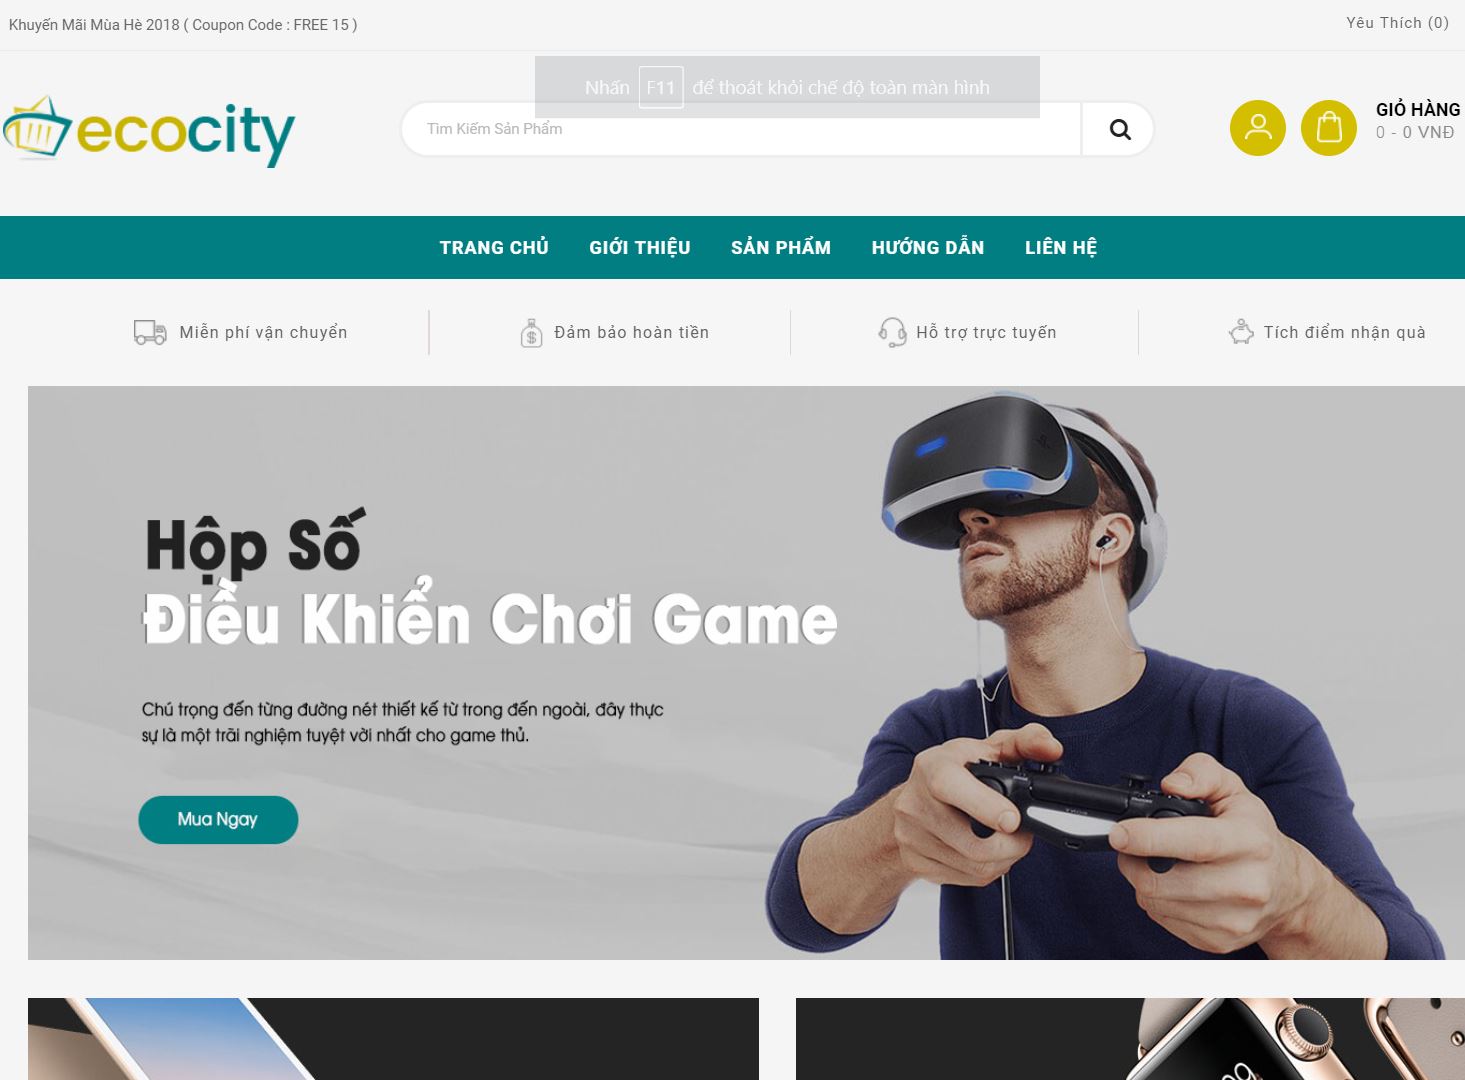 Khuyến Mãi Mùa Hè 2018 ( Coupon Code : FREE 15 )
Yêu Thích (0)
Nhấn F11 để thoát khỏi chế độ toàn màn hình
ecocity
Tìm Kiếm Sản Phẩm
GIỎ HÀNG
0 - 0 VNĐ
TRANG CHỦ GIỚI THIỆU SẢN PHẨM HƯỚNG DẪN LIÊN HỆ
Miễn phí vận chuyển Đảm bảo hoàn tiền Hỗ trợ trực tuyến Tích điểm nhận quà
Hộp Số
Điều Khiển Chơi Game
Chú trọng đến từng đường nét thiết kế từ trong đến ngoài, đây thực
sự là một trãi nghiệm tuyệt vời nhất cho game thủ.
Mua Ngay